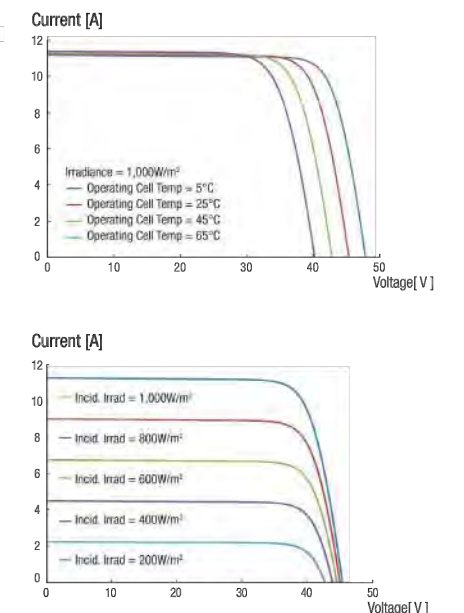 Current [A]
12
10
8
6
4
2
0
Irradiance = 1,000W/m²
Operating Cell Temp = 5°C
Operating Cell Temp = 25°C
Operating Cell Temp = 45°C
Operating Cell Temp = 65°C
0 10 20 30 40 50
Voltage[ V ]
Current [A]
12
10
8
6
4
2
0
Incid. Irrad = 1,000W/m²
Incid. Irrad = 800W/m²
Incid. Irrad = 600W/m²
Incid. Irrad = 400W/m²
Incid. Irrad = 200W/m²
0 10 20 30 40 50
Voltage[ V ]